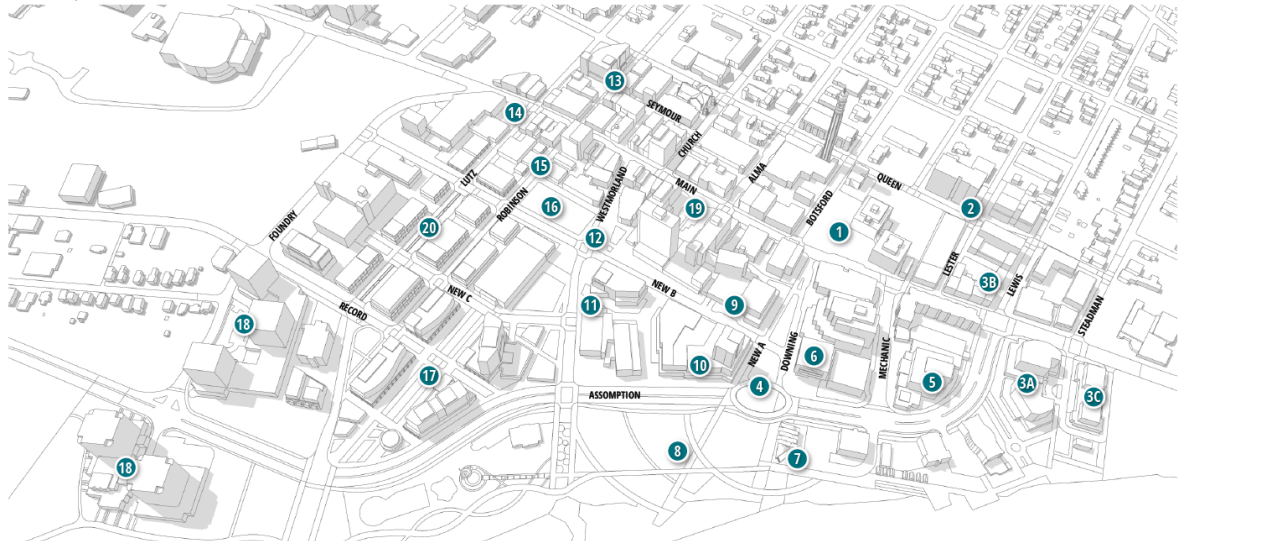 13
SEYMOUR
14
CHURCH
15
LUTZ
ALMA
QUEEN
MAIN
WESTMORLAND
ROBINSON
16
19
BOTSFORD
2
FOUNDRY
20
12
1
LESTER
3B
LEWIS
NEW C
NEW B
11
9
STEADMAN
RECORD
18
NEW A
DOWNING
6
MECHANIC
10
17
4
5
3A
3C
ASSOMPTION
8
7
18